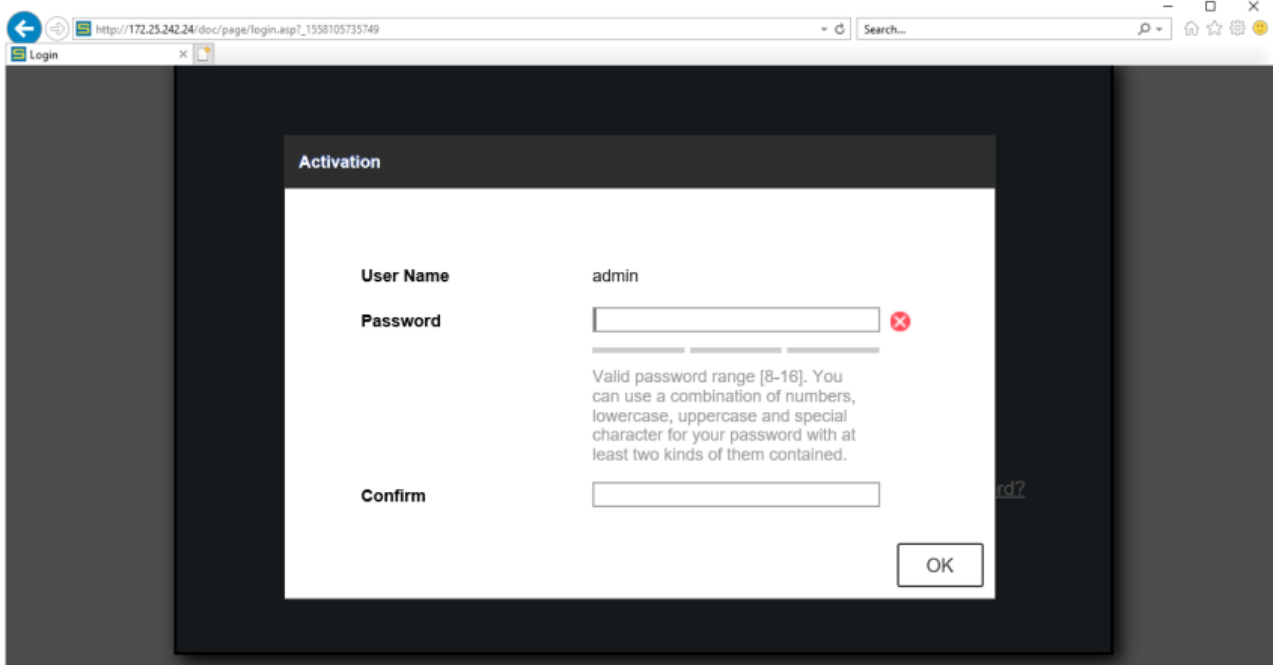 http://172.25.242.24/doc/page/login.asp?_1558105735749
Search...
Login
Activation
User Name
admin
Password
Valid password range [8-16]. You
can use a combination of numbers,
lowercase, uppercase and special
character for your password with at
least two kinds of them contained.
Confirm
rd?
OK